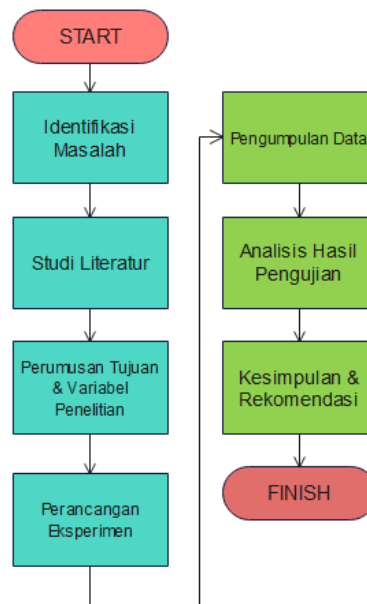 START
Identifikasi
Masalah
Studi Literatur
Perumusan Tujuan
& Variabel
Penelitian
Perancangan
Eksperimen
Pengumpulan Data
Analisis Hasil
Pengujian
Kesimpulan &
Rekomendasi
FINISH